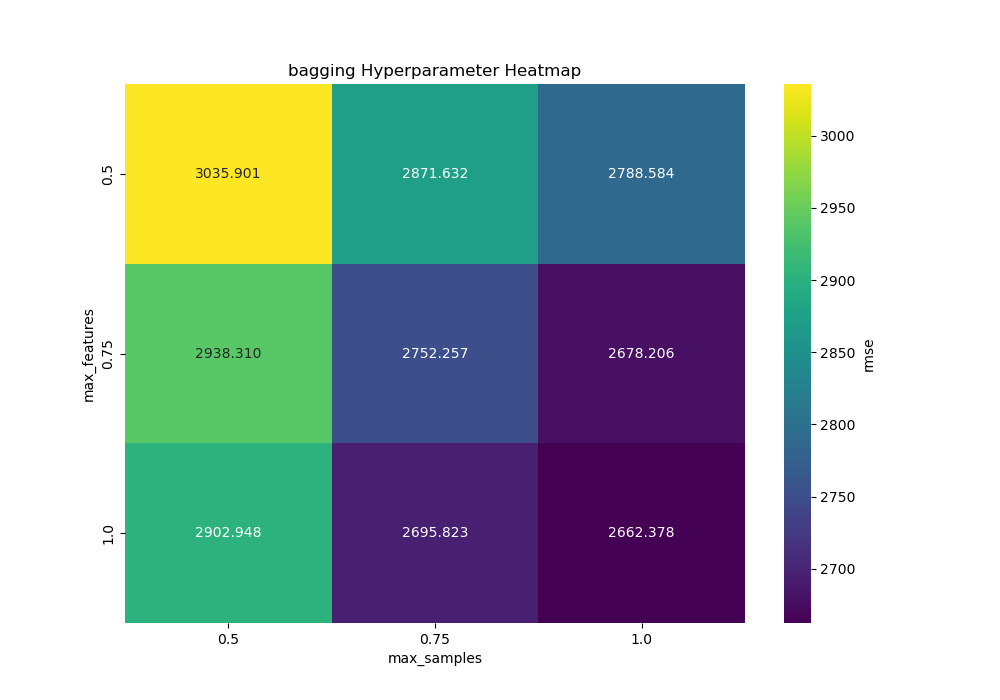 bagging Hyperparameter Heatmap
max_features
0.5
3035.901 2871.632 2788.584
0.75
2938.310 2752.257 2678.206
1.0
2902.948 2695.823 2662.378
0.5 0.75 1.0
max_samples
3000
2950
2900
2850
2800
2750
2700
rmse